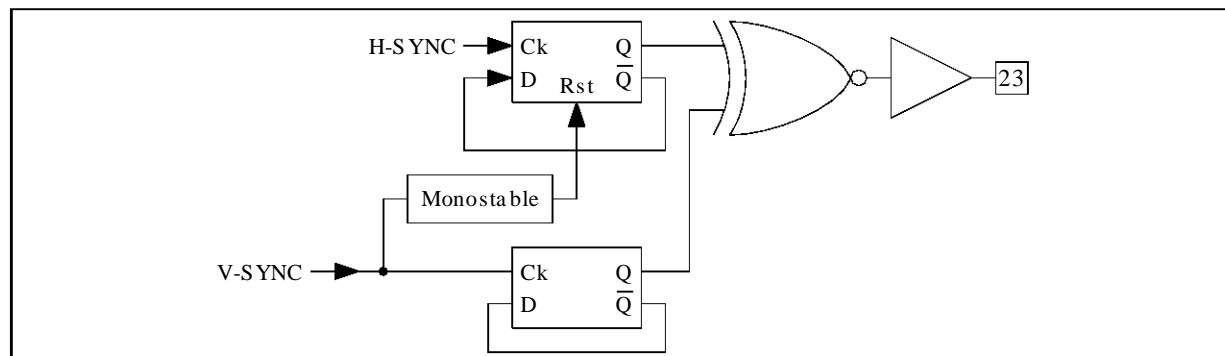 H-SYNC
Ck Q
D Q̅
Rst
23
Monostable
V-SYNC
Ck Q
D Q̅